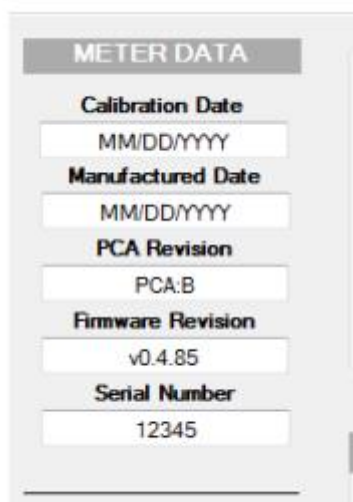 METER DATA
Calibration Date
MM/DD/YYYY
Manufactured Date
MM/DD/YYYY
PCA Revision
PCA:B
Firmware Revision
v0.4.85
Serial Number
12345